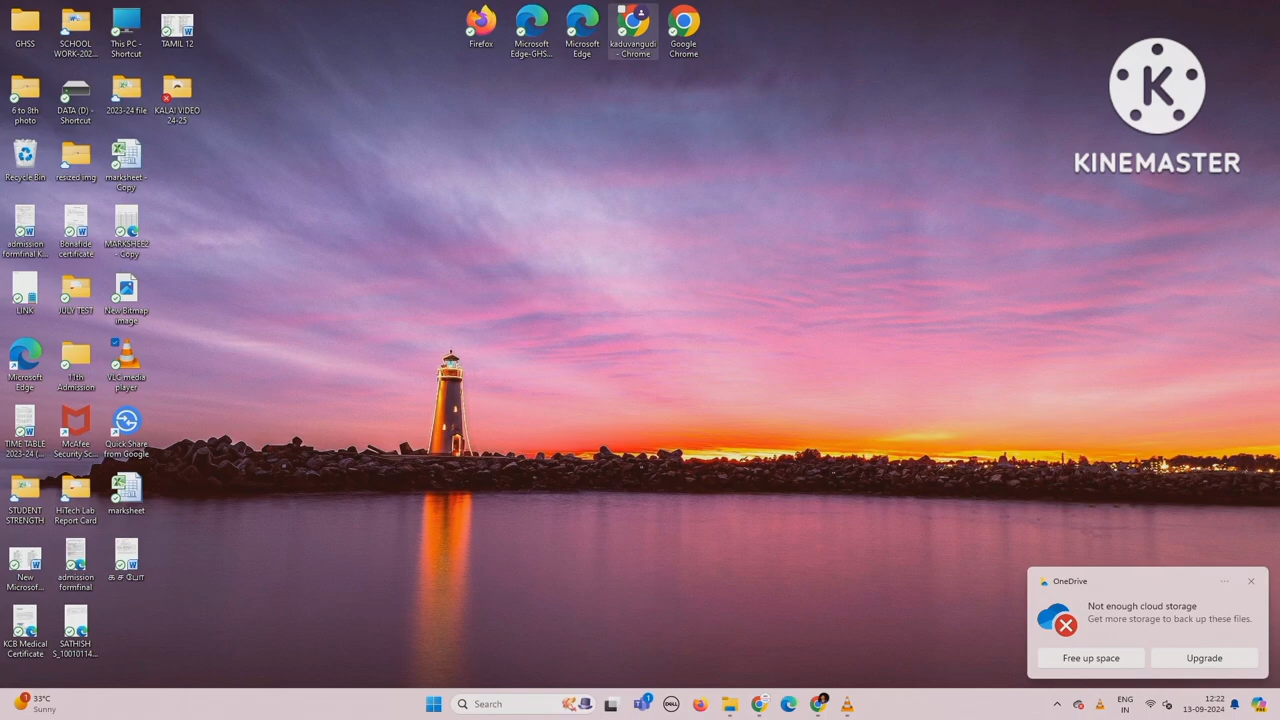 GHSS
SCHOOL
WORK-202...
This PC -
Shortcut
TAMIL 12
Firefox
Microsoft
Edge-GHS...
Microsoft
Edge
kaduvangudi
- Chrome
Google
Chrome
K
KINEMASTER
6 to 8th
photo
DATA (D) -
Shortcut
2023-24 file
KALAI VIDEO
24-25
Recycle Bin
resized.img
marksheet -
Copy
admission
formfinal K...
Bonafide
certificate
MARKSHEE2
- Copy
LINK
JULY TEST
New Bitmap
image
Microsoft
Edge
11th
Admission
VLC media
player
TIME TABLE
2023-24 (...
McAfee
Security Sc...
Quick Share
from Google
STUDENT
STRENGTH
HiTech Lab
Report Card
marksheet
New
Microsof...
admission
formfinal
க ச யோ
KCB Medical
Certificate
SATHISH
S_10010114...
OneDrive
Not enough cloud storage
Get more storage to back up these files.
Free up space
Upgrade
1
33°C
Sunny
Search
1
DELL
ENG
IN
12:22
13-09-2024